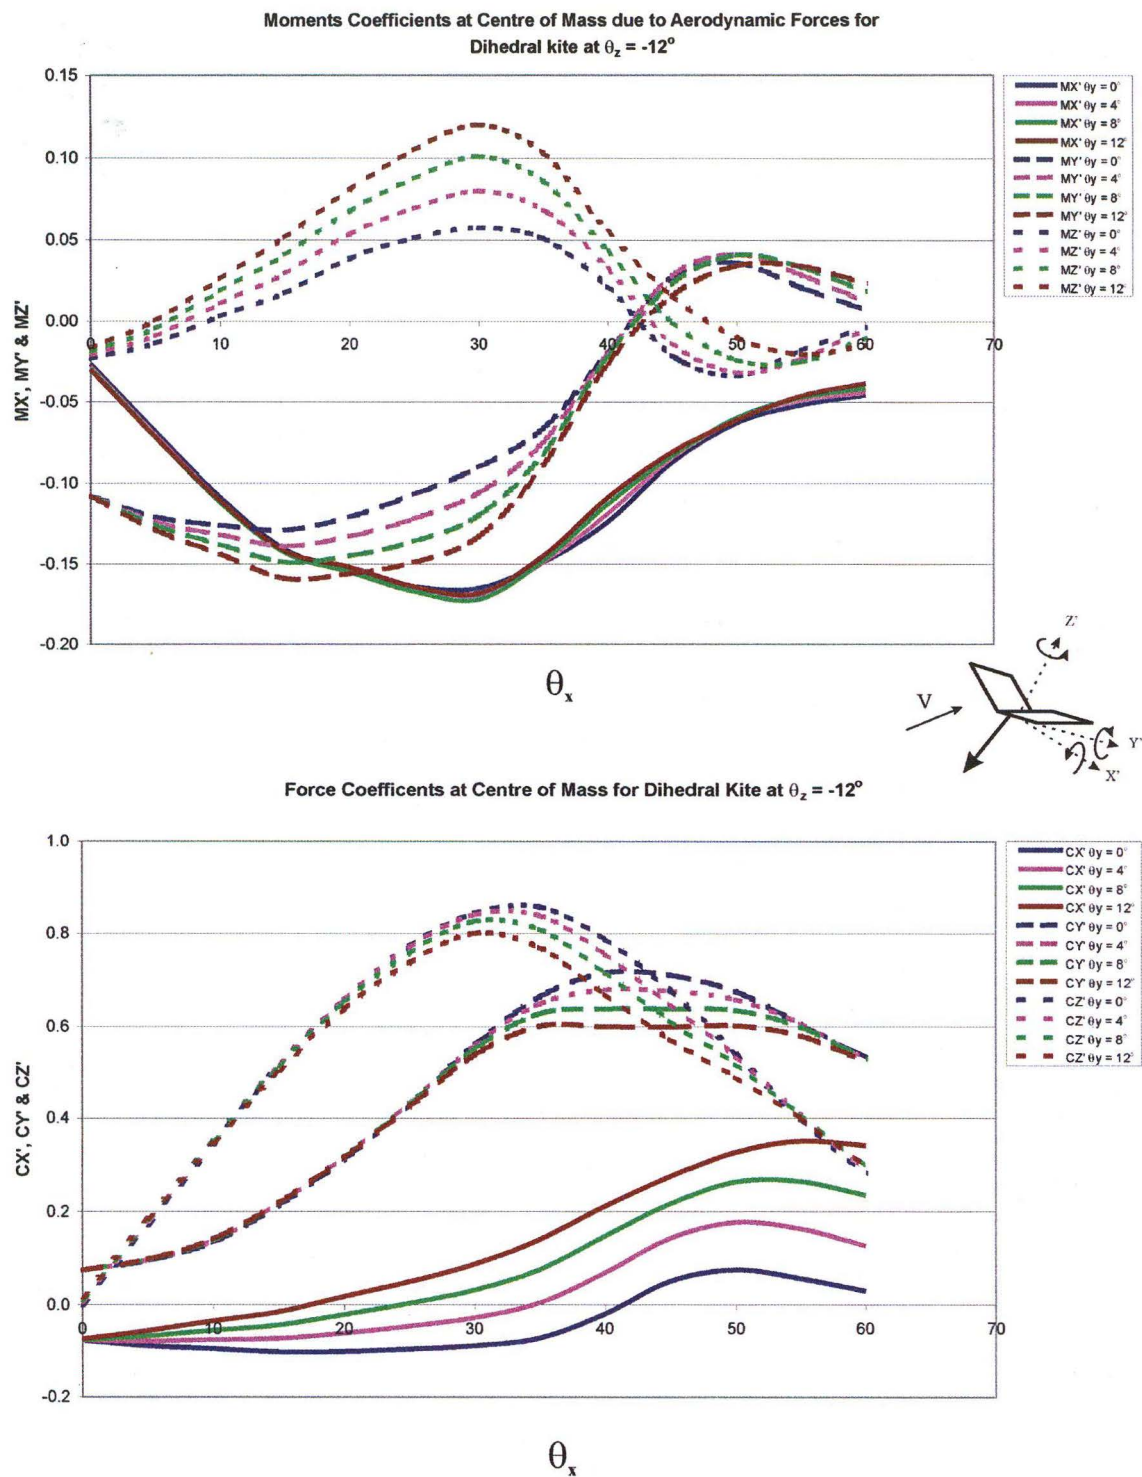 Moments Coefficients at Centre of Mass due to Aerodynamic Forces for
Dihedral kite at θz = -12°
0.15
0.10
0.05
0.00
-0.05
-0.10
-0.15
-0.20
10
20
30
40
50
60
70
MX', MY' & MZ'
θx
MX' θy = 0°
MX' θy = 4°
MX' θy = 8°
MX' θy = 12°
MY' θy = 0°
MY' θy = 4°
MY' θy = 8°
MY' θy = 12°
MZ' θy = 0°
MZ' θy = 4°
MZ' θy = 8°
MZ' θy = 12°
Z'
V
Y'
X'
Force Coefficents at Centre of Mass for Dihedral Kite at θz = -12°
1.0
0.8
0.6
0.4
0.2
0.0
-0.2
10
20
30
40
50
60
70
CX', CY' & CZ'
θx
CX' θy = 0°
CX' θy = 4°
CX' θy = 8°
CX' θy = 12°
CY' θy = 0°
CY' θy = 4°
CY' θy = 8°
CY' θy = 12°
CZ' θy = 0°
CZ' θy = 4°
CZ' θy = 8°
CZ' θy = 12°